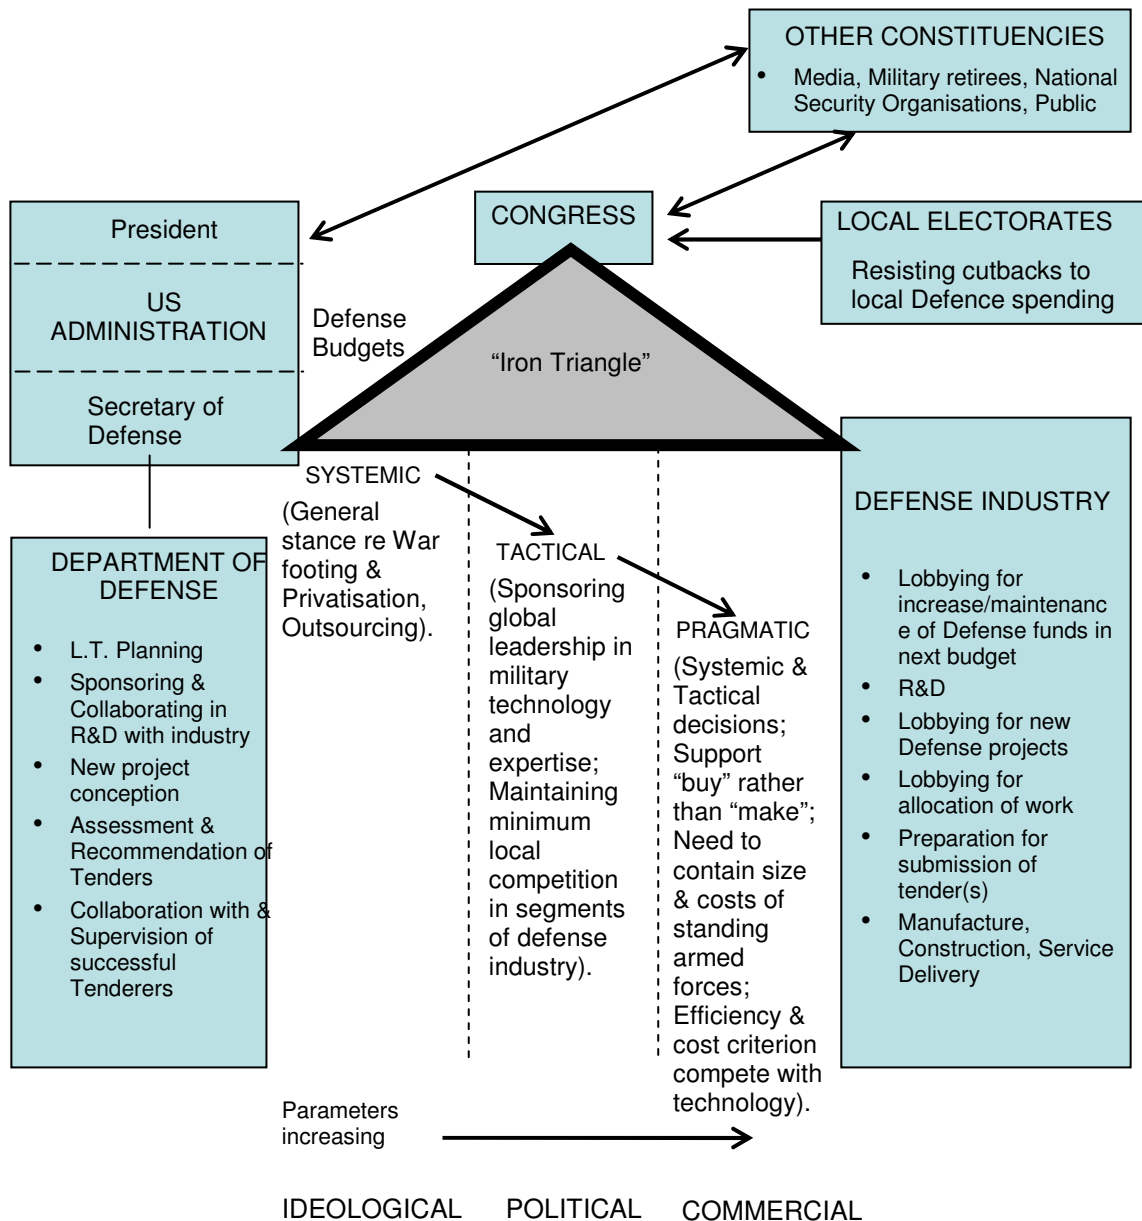 OTHER CONSTITUENCIES
• Media, Military retirees, National
Security Organisations, Public
President
US
ADMINISTRATION
Secretary of
Defense
CONGRESS
LOCAL ELECTORATES
Resisting cutbacks to
local Defence spending
Defense
Budgets
“Iron Triangle”
DEPARTMENT OF
DEFENSE
• L.T. Planning
• Sponsoring &
Collaborating in
R&D with industry
• New project
conception
• Assessment &
Recommendation of
Tenders
• Collaboration with &
Supervision of
successful
Tenderers
SYSTEMIC
(General
stance re War
footing &
Privatisation,
Outsourcing).
TACTICAL
(Sponsoring
global
leadership in
military
technology
and
expertise;
Maintaining
minimum
local
competition
in segments
of defense
industry).
PRAGMATIC
(Systemic &
Tactical
decisions;
Support
“buy” rather
than “make”;
Need to
contain size
& costs of
standing
armed
forces;
Efficiency &
cost criterion
compete with
technology).
DEFENSE INDUSTRY
• Lobbying for
increase/maintenanc
e of Defense funds in
next budget
• R&D
• Lobbying for new
Defense projects
• Lobbying for
allocation of work
• Preparation for
submission of
tender(s)
• Manufacture,
Construction, Service
Delivery
Parameters
increasing
IDEOLOGICAL POLITICAL COMMERCIAL